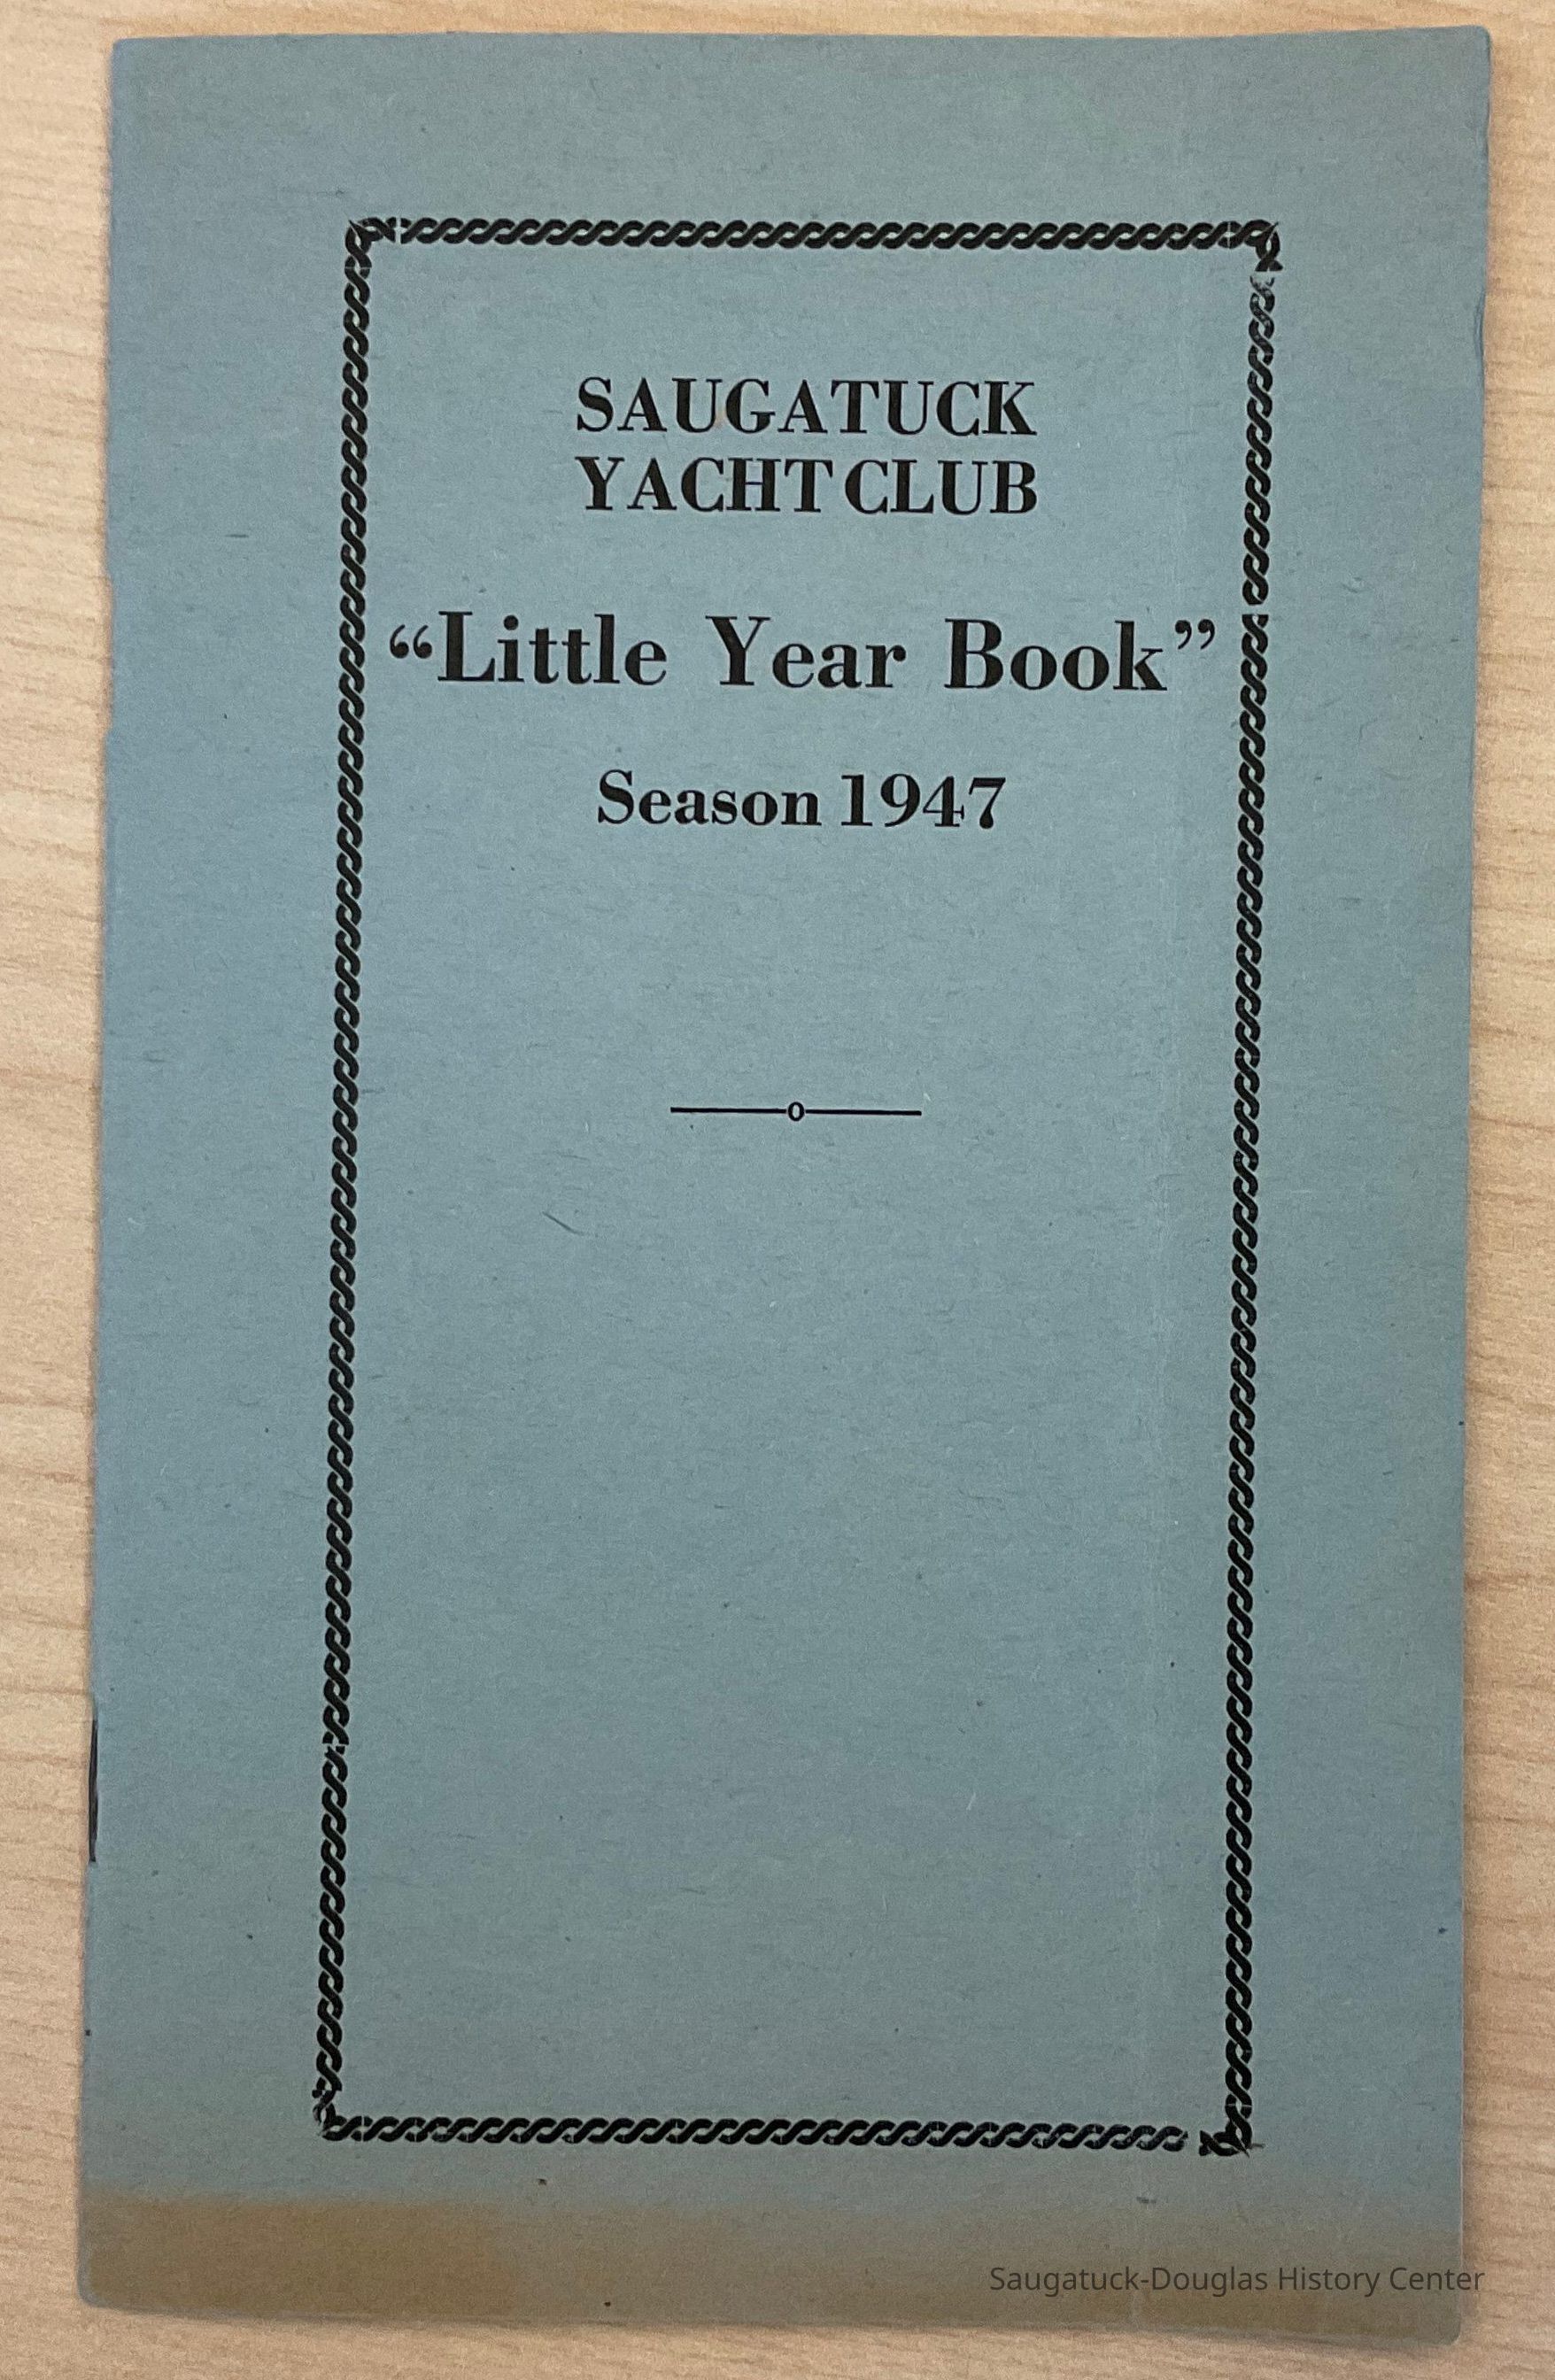 SAUGATUCK
YACHT CLUB
“Little Year Book”
Season 1947
Saugatuck-Douglas History Center